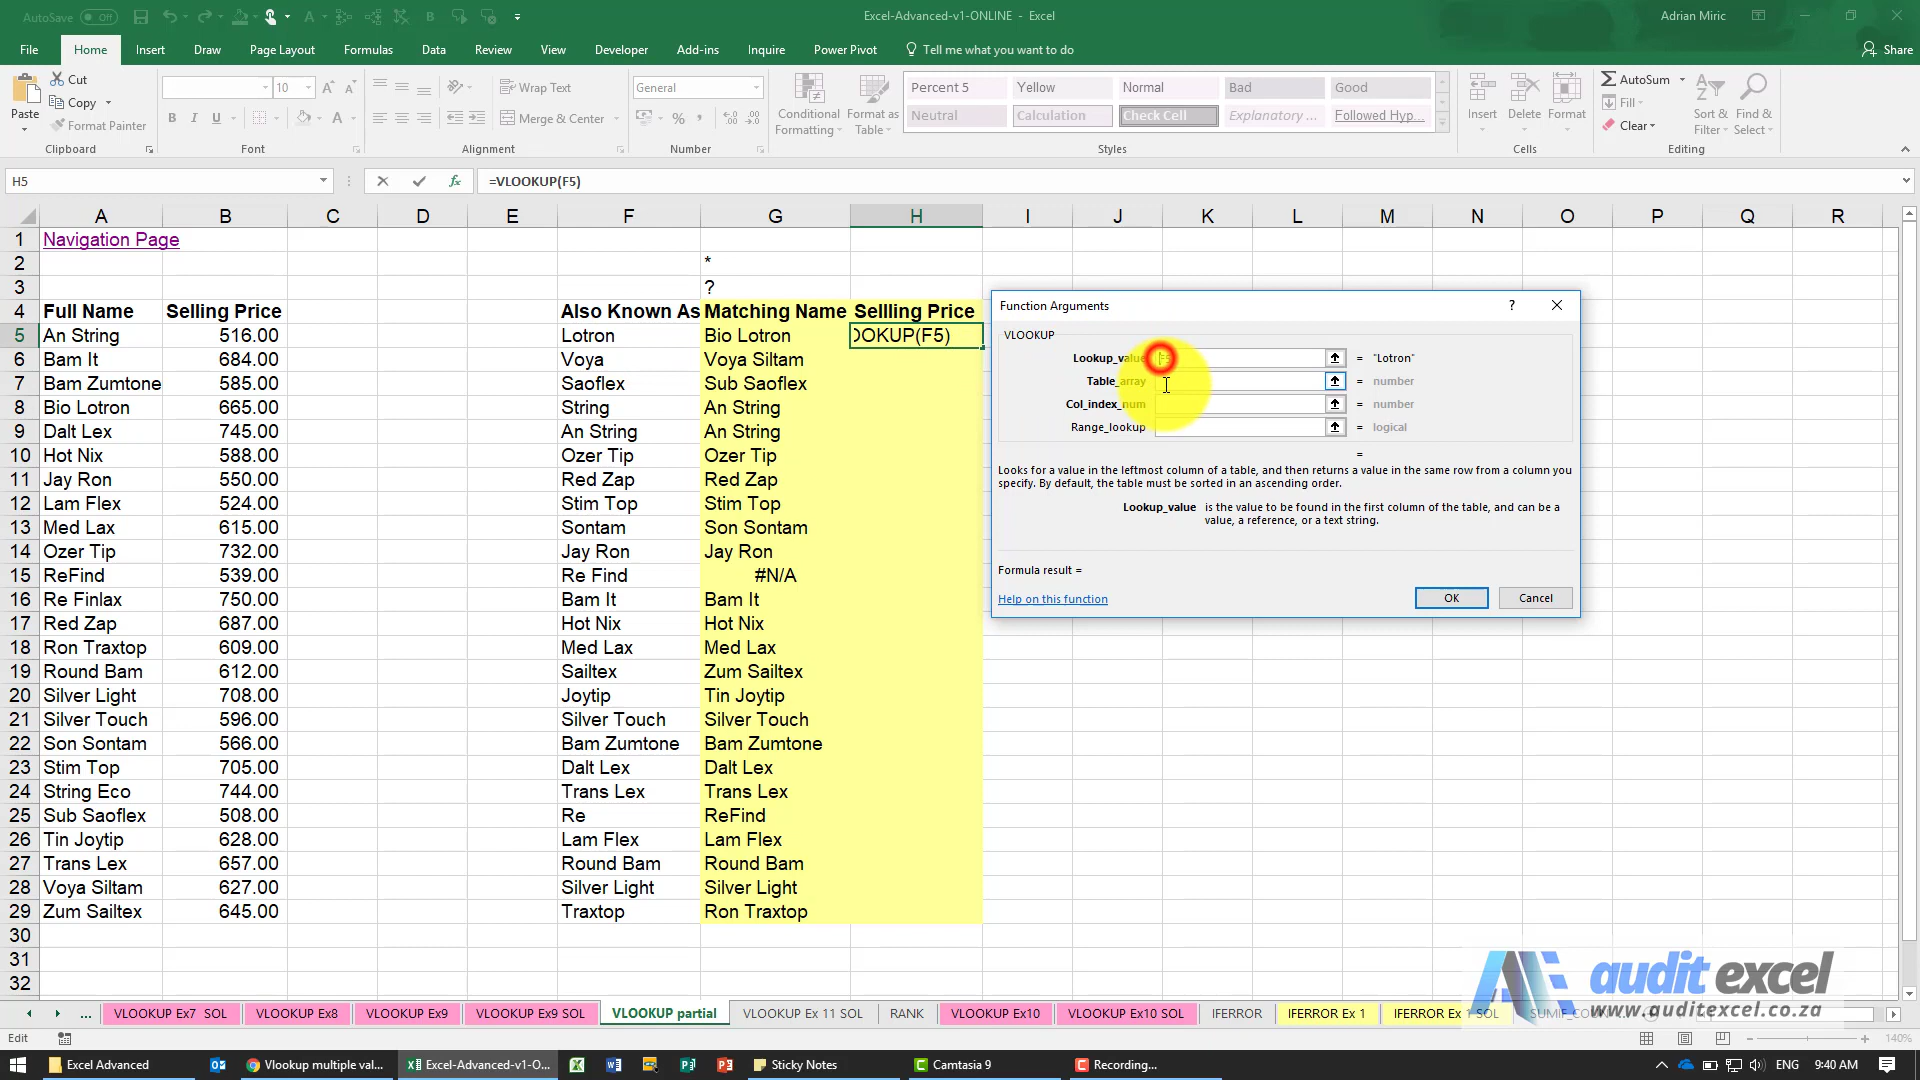 AutoSave Off
Excel-Advanced-v1-ONLINE - Excel
Adrian Miric
File Home Insert Draw Page Layout Formulas Data Review View Developer Add-ins Inquire Power Pivot Tell me what you want to do Share
Paste Cut Copy Format Painter
10
B I U A
Wrap Text
Merge & Center
General
%
Conditional Formatting
Format as Table
Percent 5 Yellow Normal Bad Good
Neutral Calculation Check Cell Explanatory ... Followed Hyp...
Insert Delete Format
AutoSum
Fill
Clear
Sort & Filter
Find & Select
Clipboard Font Alignment Number Styles Cells Editing
H5
fx
=VLOOKUP(F5)
A B C D E F G H I J K L M N O P Q R
1 Navigation Page
2 *
3 ?
4 Full Name Selling Price Also Known As Matching Name Sellling Price
5 An String 516.00 Lotron Bio Lotron OOKUP(F5)
6 Bam It 684.00 Voya Voya Siltam
7 Bam Zumtone 585.00 Saoflex Sub Saoflex
8 Bio Lotron 665.00 String An String
9 Dalt Lex 745.00 An String An String
10 Hot Nix 588.00 Ozer Tip Ozer Tip
11 Jay Ron 550.00 Red Zap Red Zap
12 Lam Flex 524.00 Stim Top Stim Top
13 Med Lax 615.00 Sontam Son Sontam
14 Ozer Tip 732.00 Jay Ron Jay Ron
15 ReFind 539.00 Re Find #N/A
16 Re Finlax 750.00 Bam It Bam It
17 Red Zap 687.00 Hot Nix Hot Nix
18 Ron Traxtop 609.00 Med Lax Med Lax
19 Round Bam 612.00 Sailtex Zum Sailtex
20 Silver Light 708.00 Joytip Tin Joytip
21 Silver Touch 596.00 Silver Touch Silver Touch
22 Son Sontam 566.00 Bam Zumtone Bam Zumtone
23 Stim Top 705.00 Dalt Lex Dalt Lex
24 String Eco 744.00 Trans Lex Trans Lex
25 Sub Saoflex 508.00 Re ReFind
26 Tin Joytip 628.00 Lam Flex Lam Flex
27 Trans Lex 657.00 Round Bam Round Bam
28 Voya Siltam 627.00 Silver Light Silver Light
29 Zum Sailtex 645.00 Traxtop Ron Traxtop
30
31
32
Function Arguments ?
VLOOKUP
Lookup_value = "Lotron"
Table_array = number
Col_index_num = number
Range_lookup = logical
=
Looks for a value in the leftmost column of a table, and then returns a value in the same row from a column you
specify. By default, the table must be sorted in an ascending order.
Lookup_value is the value to be found in the first column of the table, and can be a
value, a reference, or a text string.
Formula result =
Help on this function
OK Cancel
audit excel
www.auditexcel.co.za
... VLOOKUP Ex7 SOL VLOOKUP Ex8 VLOOKUP Ex9 VLOOKUP Ex9 SOL VLOOKUP partial VLOOKUP Ex 11 SOL RANK VLOOKUP Ex10 VLOOKUP Ex10 SOL IFERROR IFERROR Ex 1 IFERROR Ex 1 SOL
Edit
140%
Excel Advanced
Vlookup multiple val...
Excel-Advanced-v1-O...
Sticky Notes
Camtasia 9
Recording...
ENG 9:40 AM